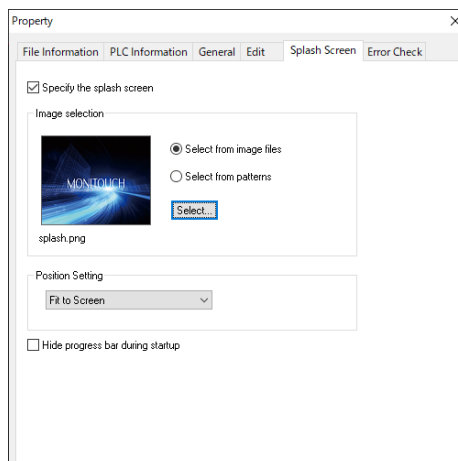 Property
File Information PLC Information General Edit Splash Screen Error Check
Specify the splash screen
Image selection
MONITOUCH
Select from image files
Select from patterns
Select...
splash.png
Position Setting
Fit to Screen
Hide progress bar during startup